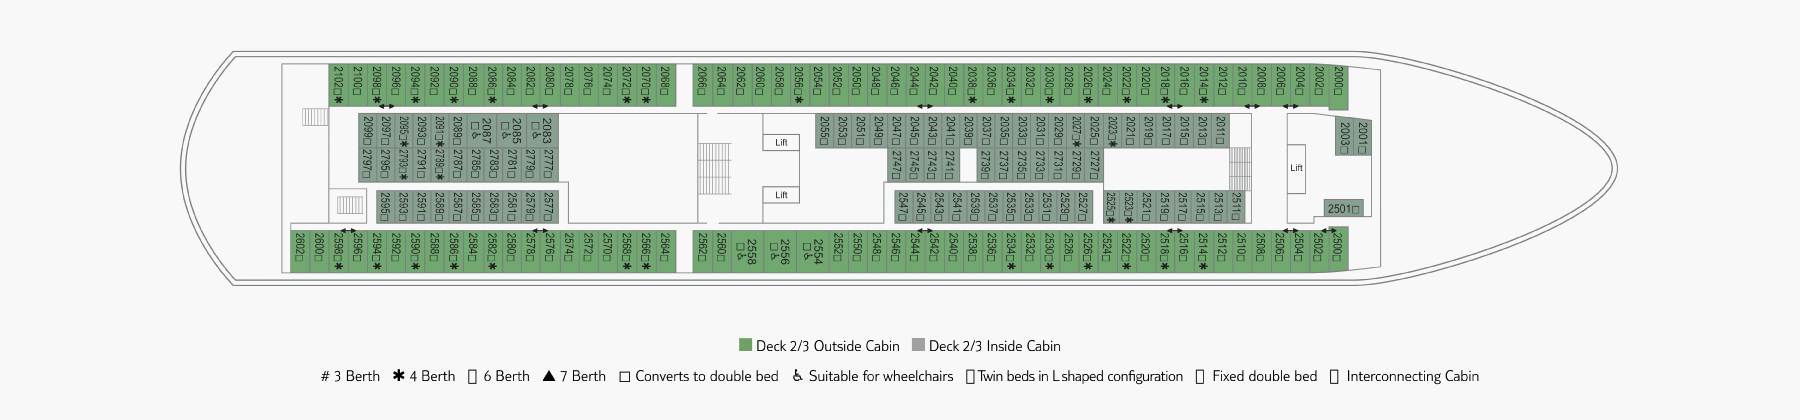 2102□✱ 2100□ 2098□✱ 2096□ 2094□✱ 2092□ 2090□✱ 2088□ 2086□✱ 2084□ 2082□ 2080□ 2078□ 2076□ 2074□ 2072□✱ 2070□✱ 2068□ 2066□ 2064□ 2062□ 2060□ 2058□ 2056□✱ 2054□ 2052□ 2050□ 2048□ 2046□ 2044□ 2042□ 2040□ 2038□✱ 2036□ 2034□✱ 2032□ 2030□✱ 2028□ 2026□✱ 2024□ 2022□✱ 2020□ 2018□✱ 2016□ 2014□✱ 2012□ 2010□ 2008□ 2006□ 2004□ 2002□ 2000□
2099□ 2097□ 2095□✱ 2093□ 2091□✱ 2089□ 2087□♿ 2085□♿ 2083□♿ Lift 2055□ 2053□ 2051□ 2049□ 2047□ 2045□ 2043□ 2041□ 2039□ 2037□ 2035□ 2033□ 2031□ 2029□ 2027□✱ 2025□ 2023□✱ 2021□ 2019□ 2017□ 2015□ 2013□ 2011□ 2003□ 2001□
2797□ 2795□ 2793□✱ 2791□ 2789□✱ 2787□ 2785□ 2783□ 2781□ 2779□ 2777□ 2747□ 2745□ 2743□ 2741□ 2739□ 2737□ 2735□ 2733□ 2731□ 2729□ 2727□ Lift
2595□ 2593□ 2591□ 2589□ 2587□ 2585□ 2583□ 2581□ 2579□ 2577□ Lift 2547□ 2545□ 2543□ 2541□ 2539□ 2537□ 2535□ 2533□ 2531□ 2529□ 2527□ 2525□✱ 2523□✱ 2521□ 2519□ 2517□ 2515□ 2513□ 2511□ 2501□
2602□ 2600□ 2598□✱ 2596□ 2594□✱ 2592□ 2590□✱ 2588□ 2586□✱ 2584□ 2582□✱ 2580□ 2578□ 2576□ 2574□ 2572□ 2570□ 2568□✱ 2566□✱ 2564□ 2562□ 2560□ 2558□♿ 2556□♿ 2554□♿ 2552□ 2550□ 2548□ 2546□ 2544□ 2542□ 2540□ 2538□ 2536□ 2534□✱ 2532□ 2530□✱ 2528□ 2526□✱ 2524□ 2522□✱ 2520□ 2518□✱ 2516□ 2514□✱ 2512□ 2510□ 2508□ 2506□ 2504□ 2502□ 2500□
Deck 2/3 Outside Cabin Deck 2/3 Inside Cabin
# 3 Berth ✱ 4 Berth ▯ 6 Berth ▲ 7 Berth □ Converts to double bed ♿ Suitable for wheelchairs ▯ Twin beds in L shaped configuration ▯ Fixed double bed ▯ Interconnecting Cabin